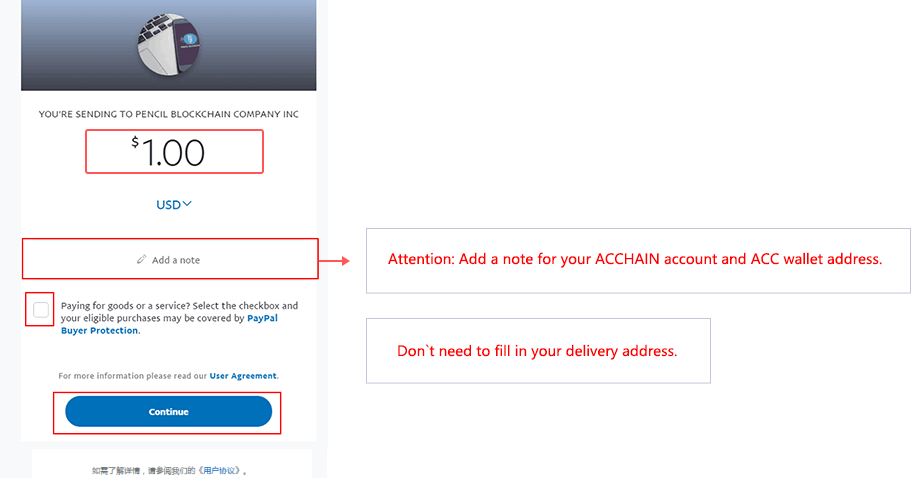 YOU'RE SENDING TO PENCIL BLOCKCHAIN COMPANY INC
$1.00
USD
Add a note
Attention: Add a note for your ACCHAIN account and ACC wallet address.
Paying for goods or a service? Select the checkbox and
your eligible purchases may be covered by PayPal
Buyer Protection.
Don`t need to fill in your delivery address.
For more information please read our User Agreement.
Continue
如需了解详情，请参阅我们的《用户协议》。